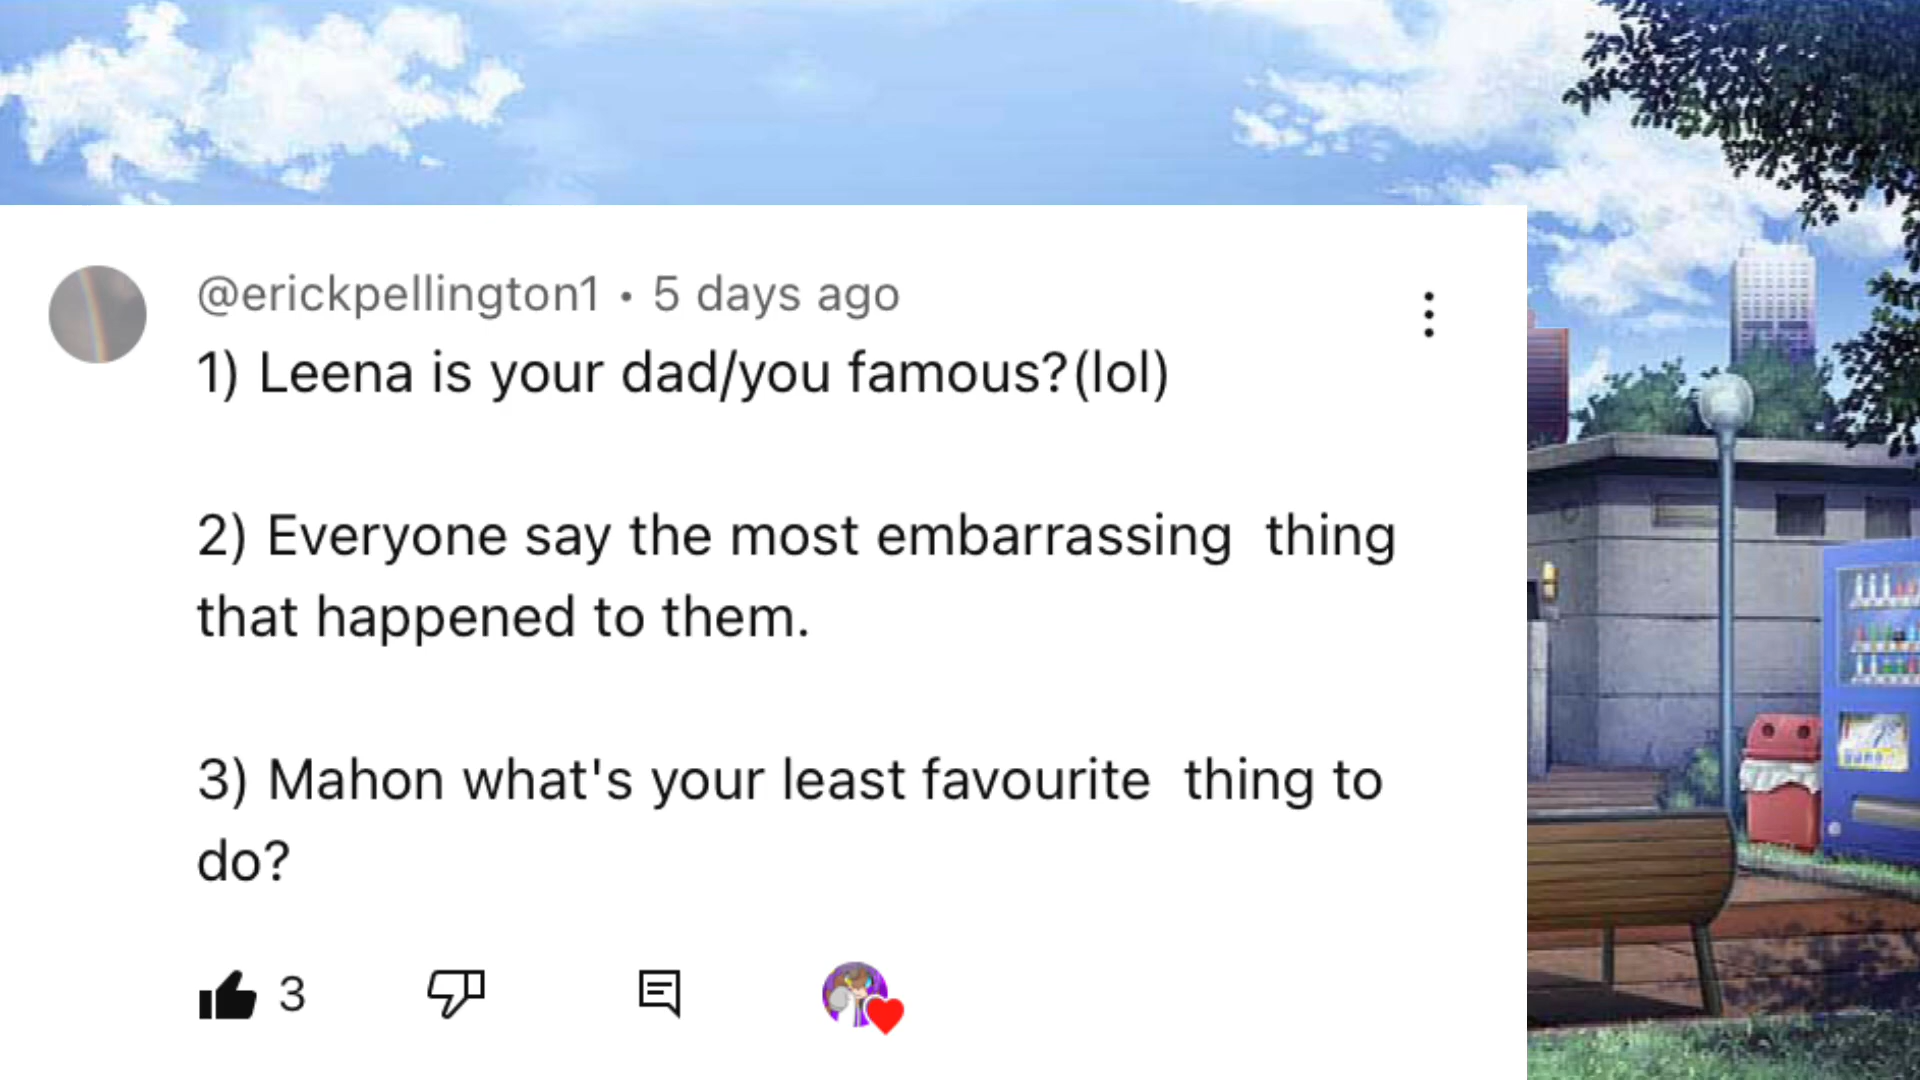 @erickpellington1 • 5 days ago
1) Leena is your dad/you famous?(lol)
2) Everyone say the most embarrassing  thing
that happened to them.
3) Mahon what's your least favourite  thing to
do?
3